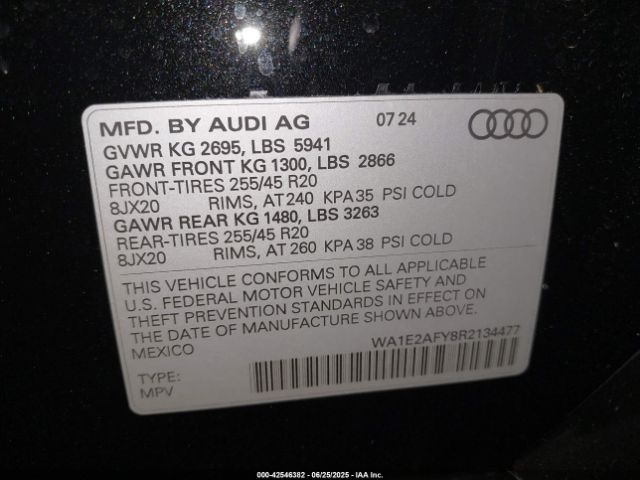 MFD. BY AUDI AG 07 24
GVWR KG 2695, LBS 5941
GAWR FRONT KG 1300, LBS 2866
FRONT-TIRES 255/45 R20
8JX20 RIMS, AT 240 KPA 35 PSI COLD
GAWR REAR KG 1480, LBS 3263
REAR-TIRES 255/45 R20
8JX20 RIMS, AT 260 KPA 38 PSI COLD
THIS VEHICLE CONFORMS TO ALL APPLICABLE
U.S. FEDERAL MOTOR VEHICLE SAFETY AND
THEFT PREVENTION STANDARDS IN EFFECT ON
THE DATE OF MANUFACTURE SHOWN ABOVE.
MEXICO
WA1E2AFY8R2134477
TYPE:
MPV
000-42546382 - 06/25/2025 - IAA Inc.